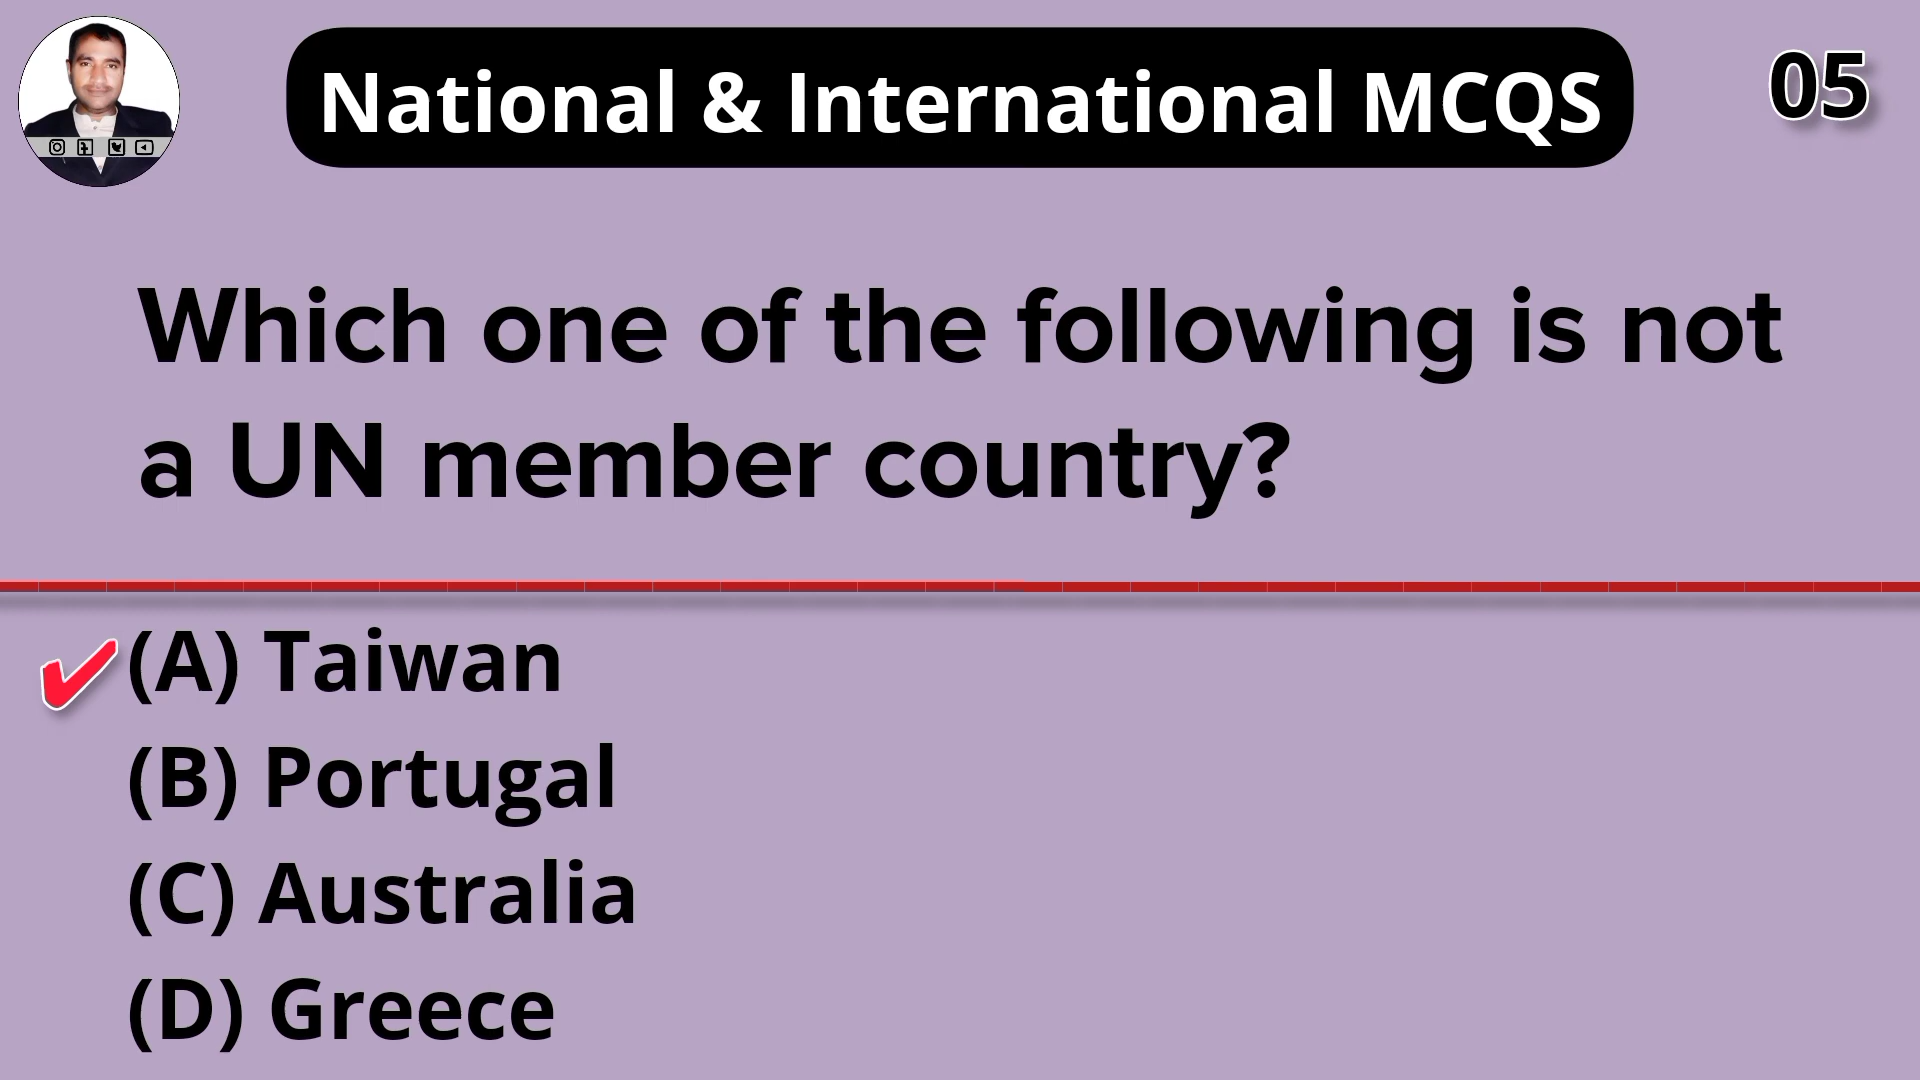 National & International MCQS
05
Which one of the following is not
a UN member country?
(A) Taiwan
(B) Portugal
(C) Australia
(D) Greece